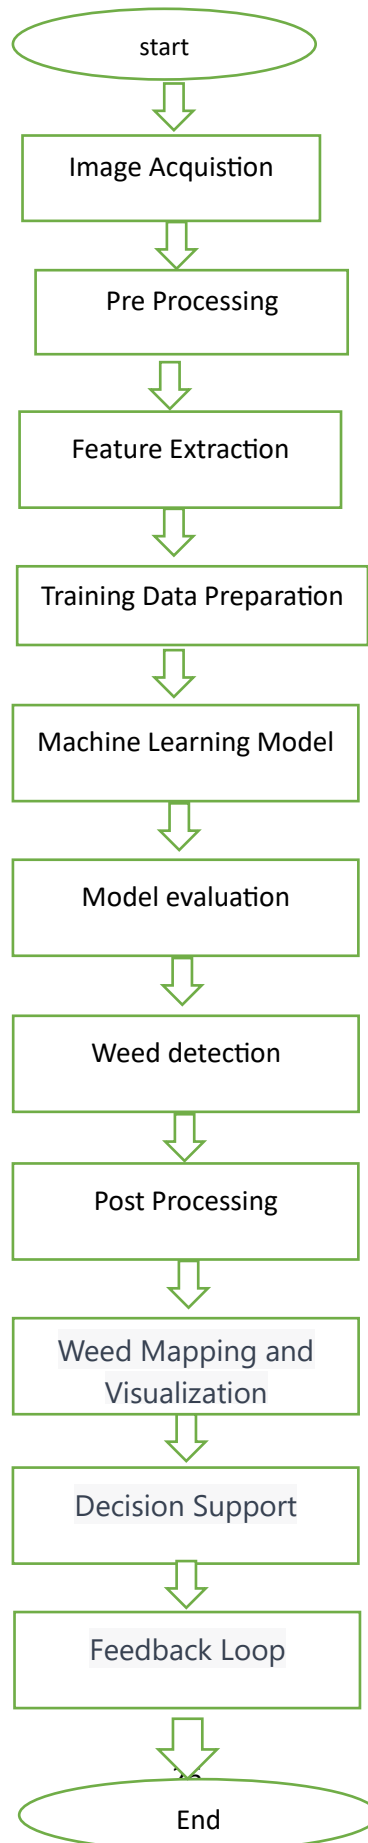 start
Image Acquistion
Pre Processing
Feature Extraction
Training Data Preparation
Machine Learning Model
Model evaluation
Weed detection
Post Processing
Weed Mapping and
Visualization
Decision Support
Feedback Loop
End